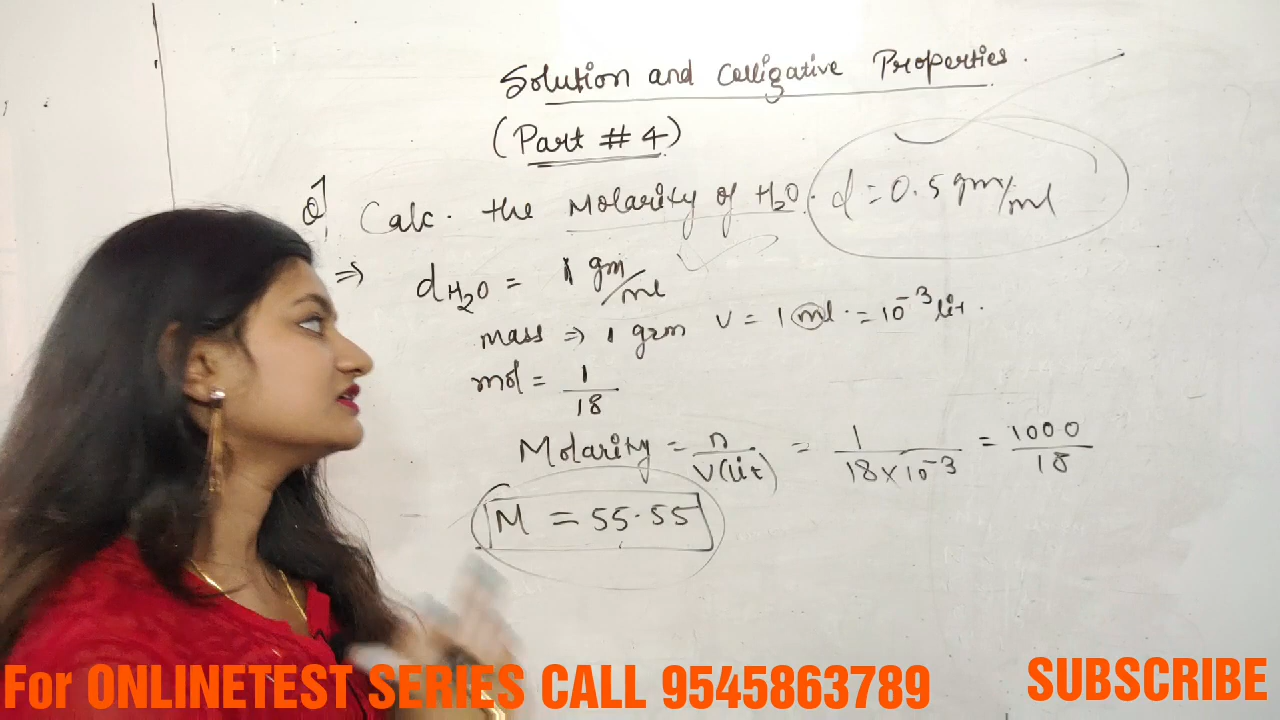 Solution and Colligative Properties.
(Part # 4)
Q] Calc. the Molarity of H₂O. d = 0.5 gm/ml
⇒ dH₂O = 1 gm/ml
mass ⇒ 1 grm v = 1 ml. = 10⁻³ lit.
mol = 1/18
Molarity = n/V(lit) = 1/18×10⁻³ = 1000/18
M = 55.55
For ONLINETEST SERIES CALL 9545863789 SUBSCRIBE